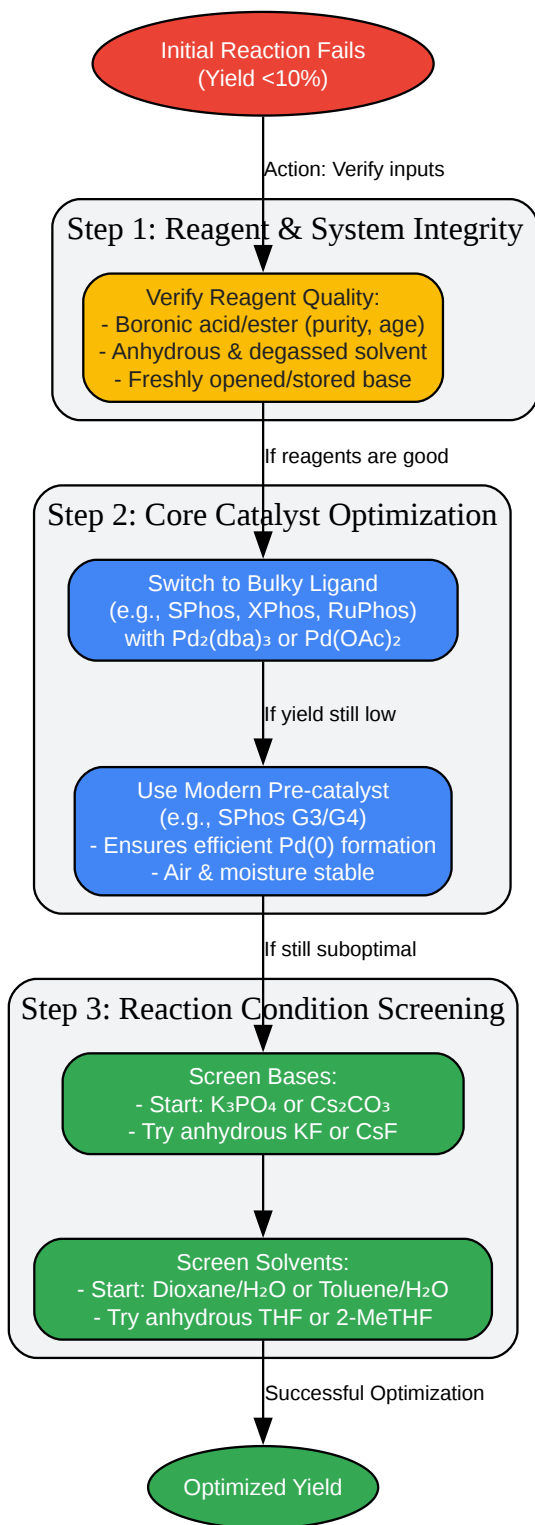 Initial Reaction Fails
(Yield <10%)
Action: Verify inputs
Step 1: Reagent & System Integrity
Verify Reagent Quality:
- Boronic acid/ester (purity, age)
- Anhydrous & degassed solvent
- Freshly opened/stored base
If reagents are good
Step 2: Core Catalyst Optimization
Switch to Bulky Ligand
(e.g., SPhos, XPhos, RuPhos)
with Pd₂(dba)₃ or Pd(OAc)₂
If yield still low
Use Modern Pre-catalyst
(e.g., SPhos G3/G4)
- Ensures efficient Pd(0) formation
- Air & moisture stable
If still suboptimal
Step 3: Reaction Condition Screening
Screen Bases:
- Start: K₃PO₄ or Cs₂CO₃
- Try anhydrous KF or CsF
Screen Solvents:
- Start: Dioxane/H₂O or Toluene/H₂O
- Try anhydrous THF or 2-MeTHF
Successful Optimization
Optimized Yield